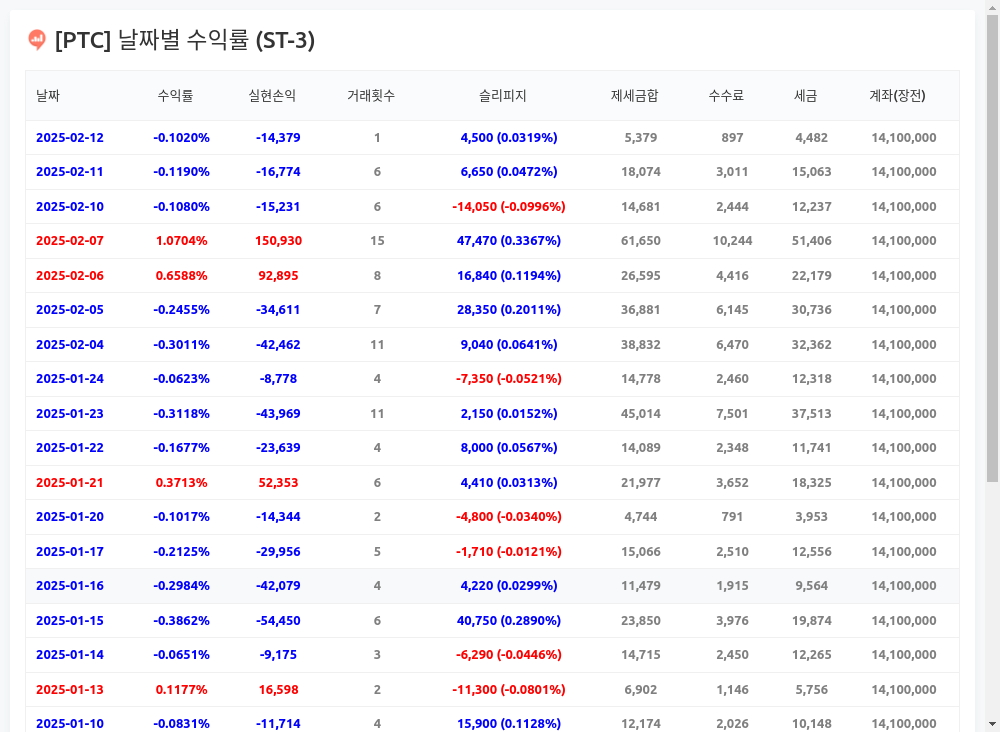 [PTC] 날짜별 수익률 (ST-3)
날짜 수익률 실현손익 거래횟수 슬리피지 제세금합 수수료 세금 계좌(장전)
2025-02-12 -0.1020% -14,379 1 4,500 (0.0319%) 5,379 897 4,482 14,100,000
2025-02-11 -0.1190% -16,774 6 6,650 (0.0472%) 18,074 3,011 15,063 14,100,000
2025-02-10 -0.1080% -15,231 6 -14,050 (-0.0996%) 14,681 2,444 12,237 14,100,000
2025-02-07 1.0704% 150,930 15 47,470 (0.3367%) 61,650 10,244 51,406 14,100,000
2025-02-06 0.6588% 92,895 8 16,840 (0.1194%) 26,595 4,416 22,179 14,100,000
2025-02-05 -0.2455% -34,611 7 28,350 (0.2011%) 36,881 6,145 30,736 14,100,000
2025-02-04 -0.3011% -42,462 11 9,040 (0.0641%) 38,832 6,470 32,362 14,100,000
2025-01-24 -0.0623% -8,778 4 -7,350 (-0.0521%) 14,778 2,460 12,318 14,100,000
2025-01-23 -0.3118% -43,969 11 2,150 (0.0152%) 45,014 7,501 37,513 14,100,000
2025-01-22 -0.1677% -23,639 4 8,000 (0.0567%) 14,089 2,348 11,741 14,100,000
2025-01-21 0.3713% 52,353 6 4,410 (0.0313%) 21,977 3,652 18,325 14,100,000
2025-01-20 -0.1017% -14,344 2 -4,800 (-0.0340%) 4,744 791 3,953 14,100,000
2025-01-17 -0.2125% -29,956 5 -1,710 (-0.0121%) 15,066 2,510 12,556 14,100,000
2025-01-16 -0.2984% -42,079 4 4,220 (0.0299%) 11,479 1,915 9,564 14,100,000
2025-01-15 -0.3862% -54,450 6 40,750 (0.2890%) 23,850 3,976 19,874 14,100,000
2025-01-14 -0.0651% -9,175 3 -6,290 (-0.0446%) 14,715 2,450 12,265 14,100,000
2025-01-13 0.1177% 16,598 2 -11,300 (-0.0801%) 6,902 1,146 5,756 14,100,000
2025-01-10 -0.0831% -11,714 4 15,900 (0.1128%) 12,174 2,026 10,148 14,100,000